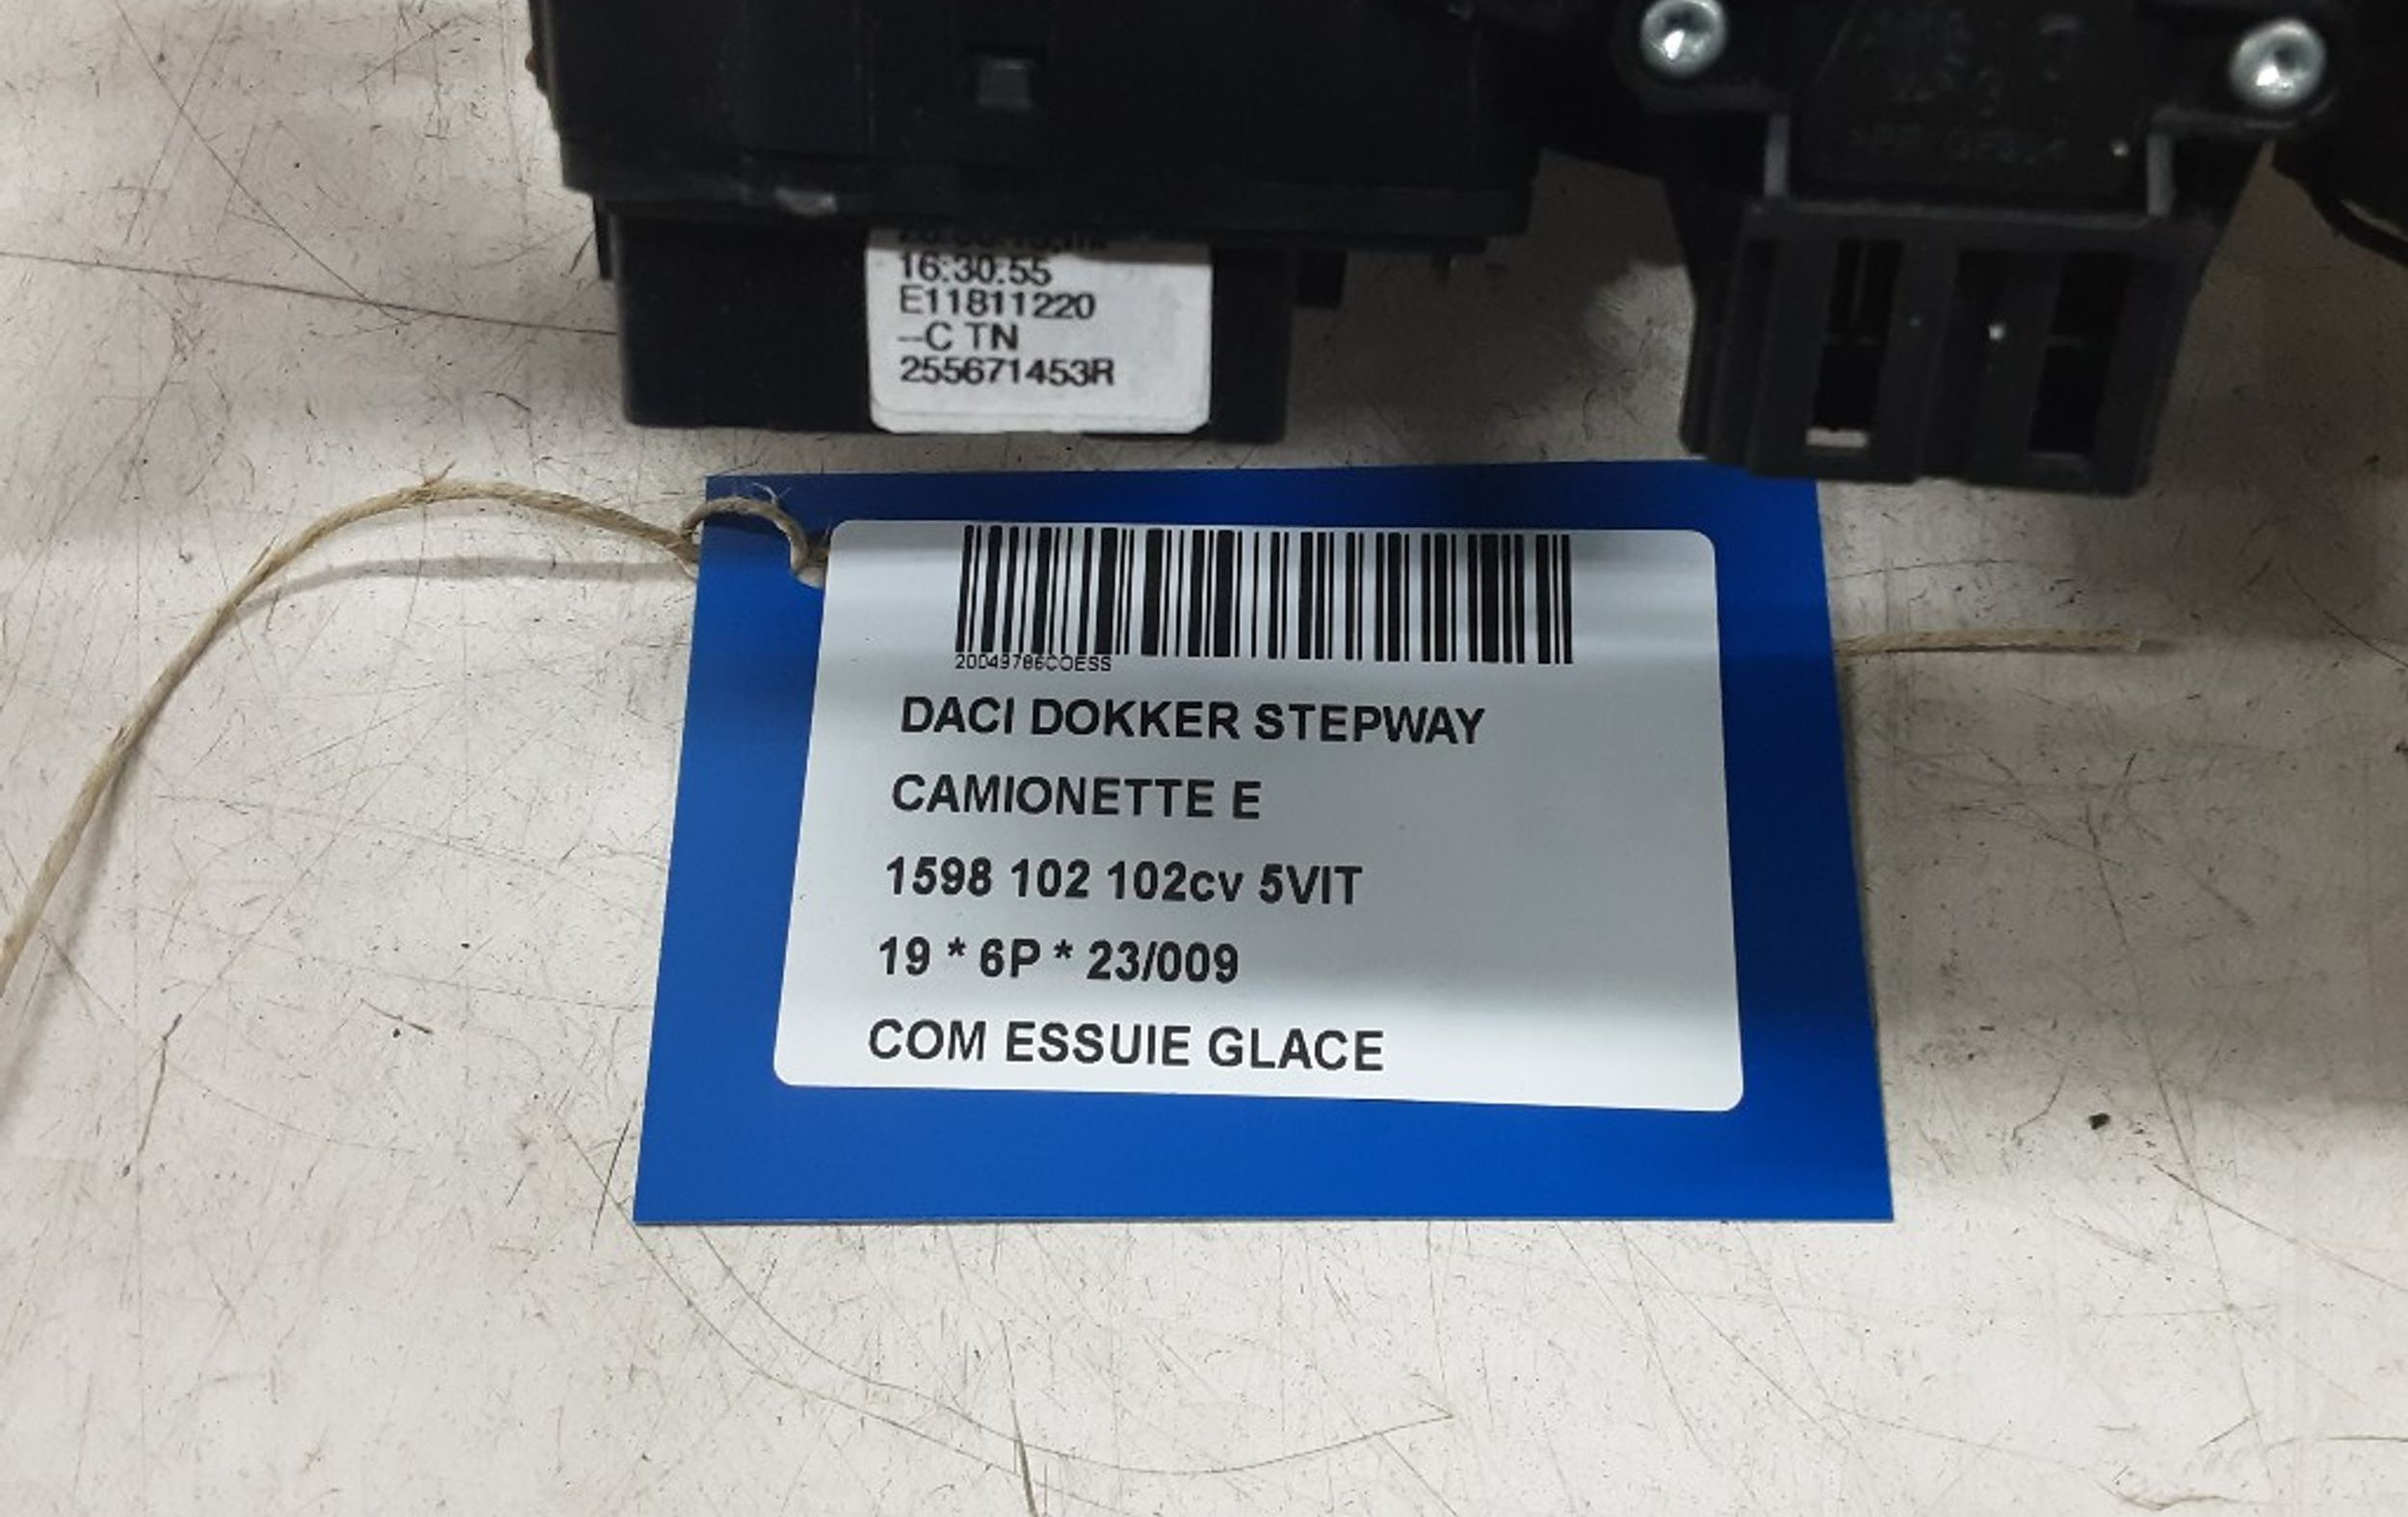 16:30:55
E11811220
--C TN
255671453R
20049786COESS
DACI DOKKER STEPWAY
CAMIONETTE E
1598 102 102cv 5VIT
19 * 6P * 23/009
COM ESSUIE GLACE